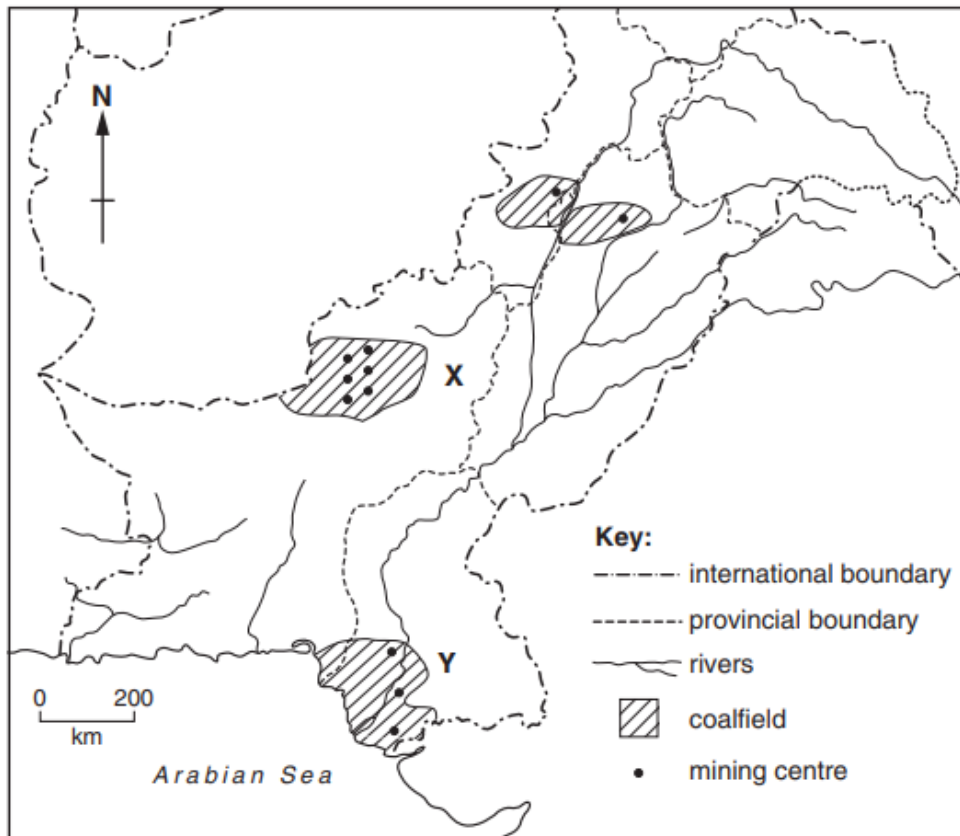 N
X
Key:
international boundary
provincial boundary
rivers
Y
0 200
km
coalfield
mining centre
Arabian Sea